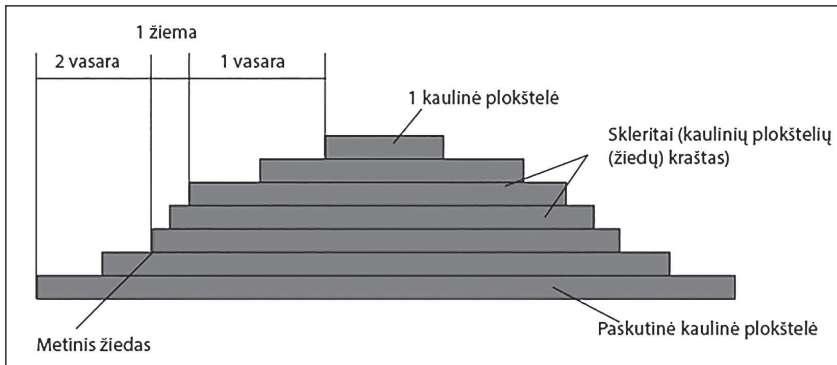 1 žiema
2 vasara
1 vasara
1 kaulinė plokštelė
Skleritai (kaulinių plokštelių
(žiedų) kraštas)
Metinis žiedas
Paskutinė kaulinė plokštelė